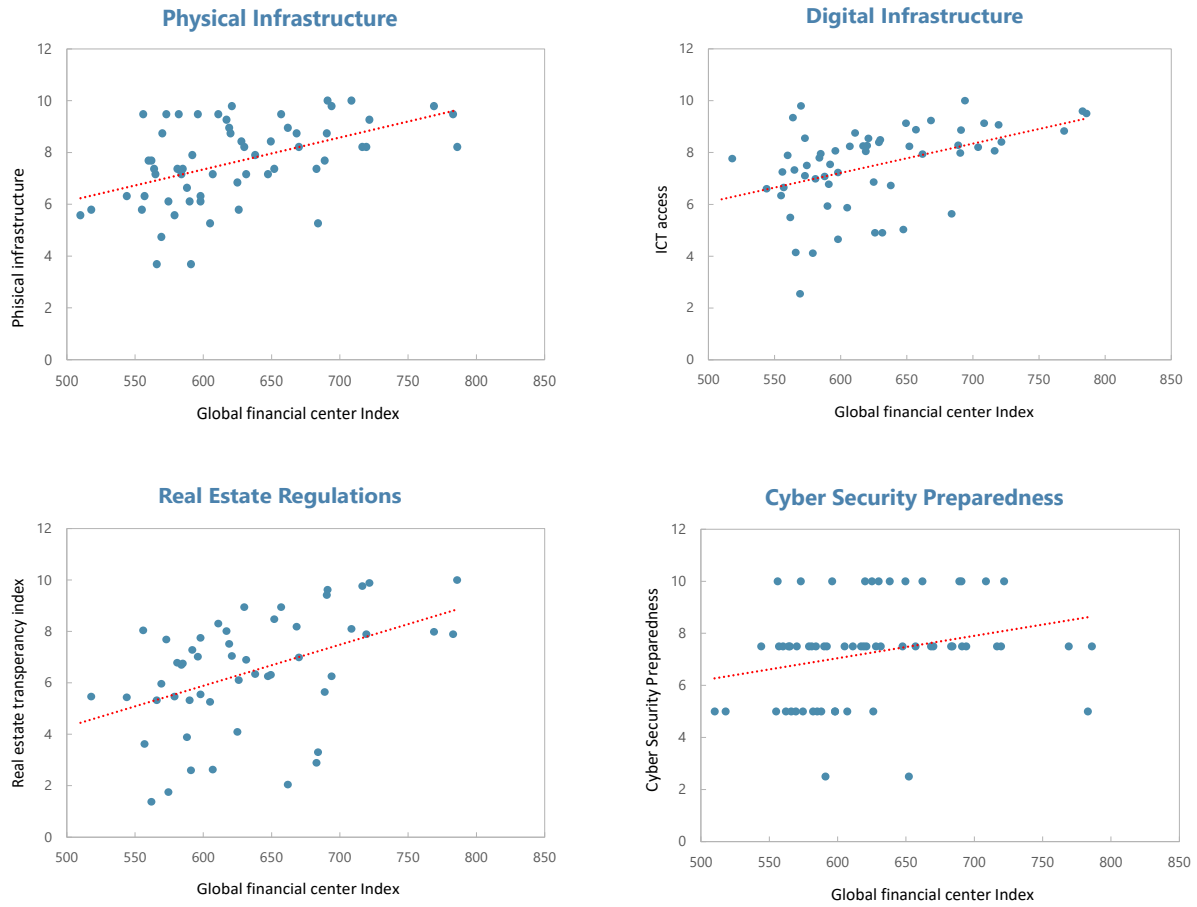 Physical Infrastructure
12
10
8
6
4
2
0
500 550 600 650 700 750 800 850
Phisical infrastructure
Global financial center Index
Digital Infrastructure
12
10
8
6
4
2
0
500 550 600 650 700 750 800 850
ICT access
Global financial center Index
Real Estate Regulations
12
10
8
6
4
2
0
500 550 600 650 700 750 800 850
Real estate transperancy index
Global financial center Index
Cyber Security Preparedness
12
10
8
6
4
2
0
500 550 600 650 700 750 800 850
Cyber Security Preparedness
Global financial center Index